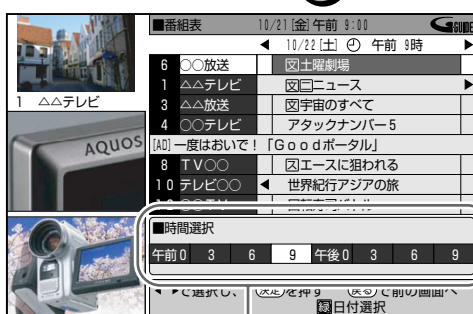 ■番組表 10/21[金]午前 9:00 GGUIDE
◀ 10/22[土] 午前 9時 ▶
1 △△テレビ
AQUOS
6 ○○放送 図土曜劇場
1 △△テレビ 図ニュース ▶
3 △△放送 図宇宙のすべて
4 ○○テレビ アタックナンバー5
[AD] 一度はおいで!「Goodポータル」
8 TV○○ 図エースに狙われる
10 テレビ○○ ◀ 世界紀行アジアの旅
■時間選択
午前0 3 6 9 午後0 3 6 9
◀ ▶で選択し、 決定を押す 戻るで前の画面へ
緑日付選択